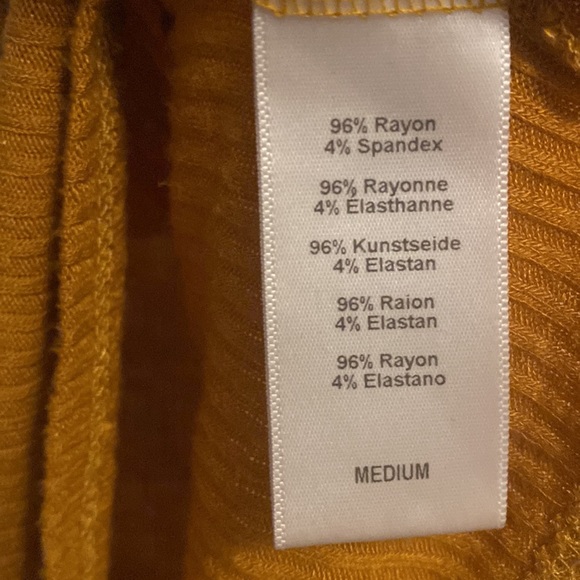 96% Rayon
4% Spandex
96% Rayonne
4% Elasthanne
96% Kunstseide
4% Elastan
96% Raion
4% Elastan
96% Rayon
4% Elastano
MEDIUM